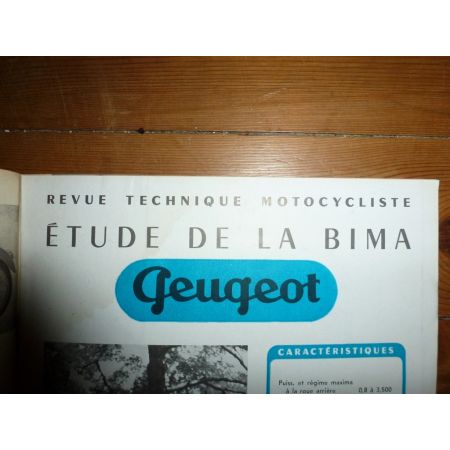 REVUE TECHNIQUE MOTOCYCLISTE
ÉTUDE DE LA BIMA
Peugeot
CARACTÉRISTIQUES
Puiss. et régime maxima
à la roue arrière 0,8 à 3.500